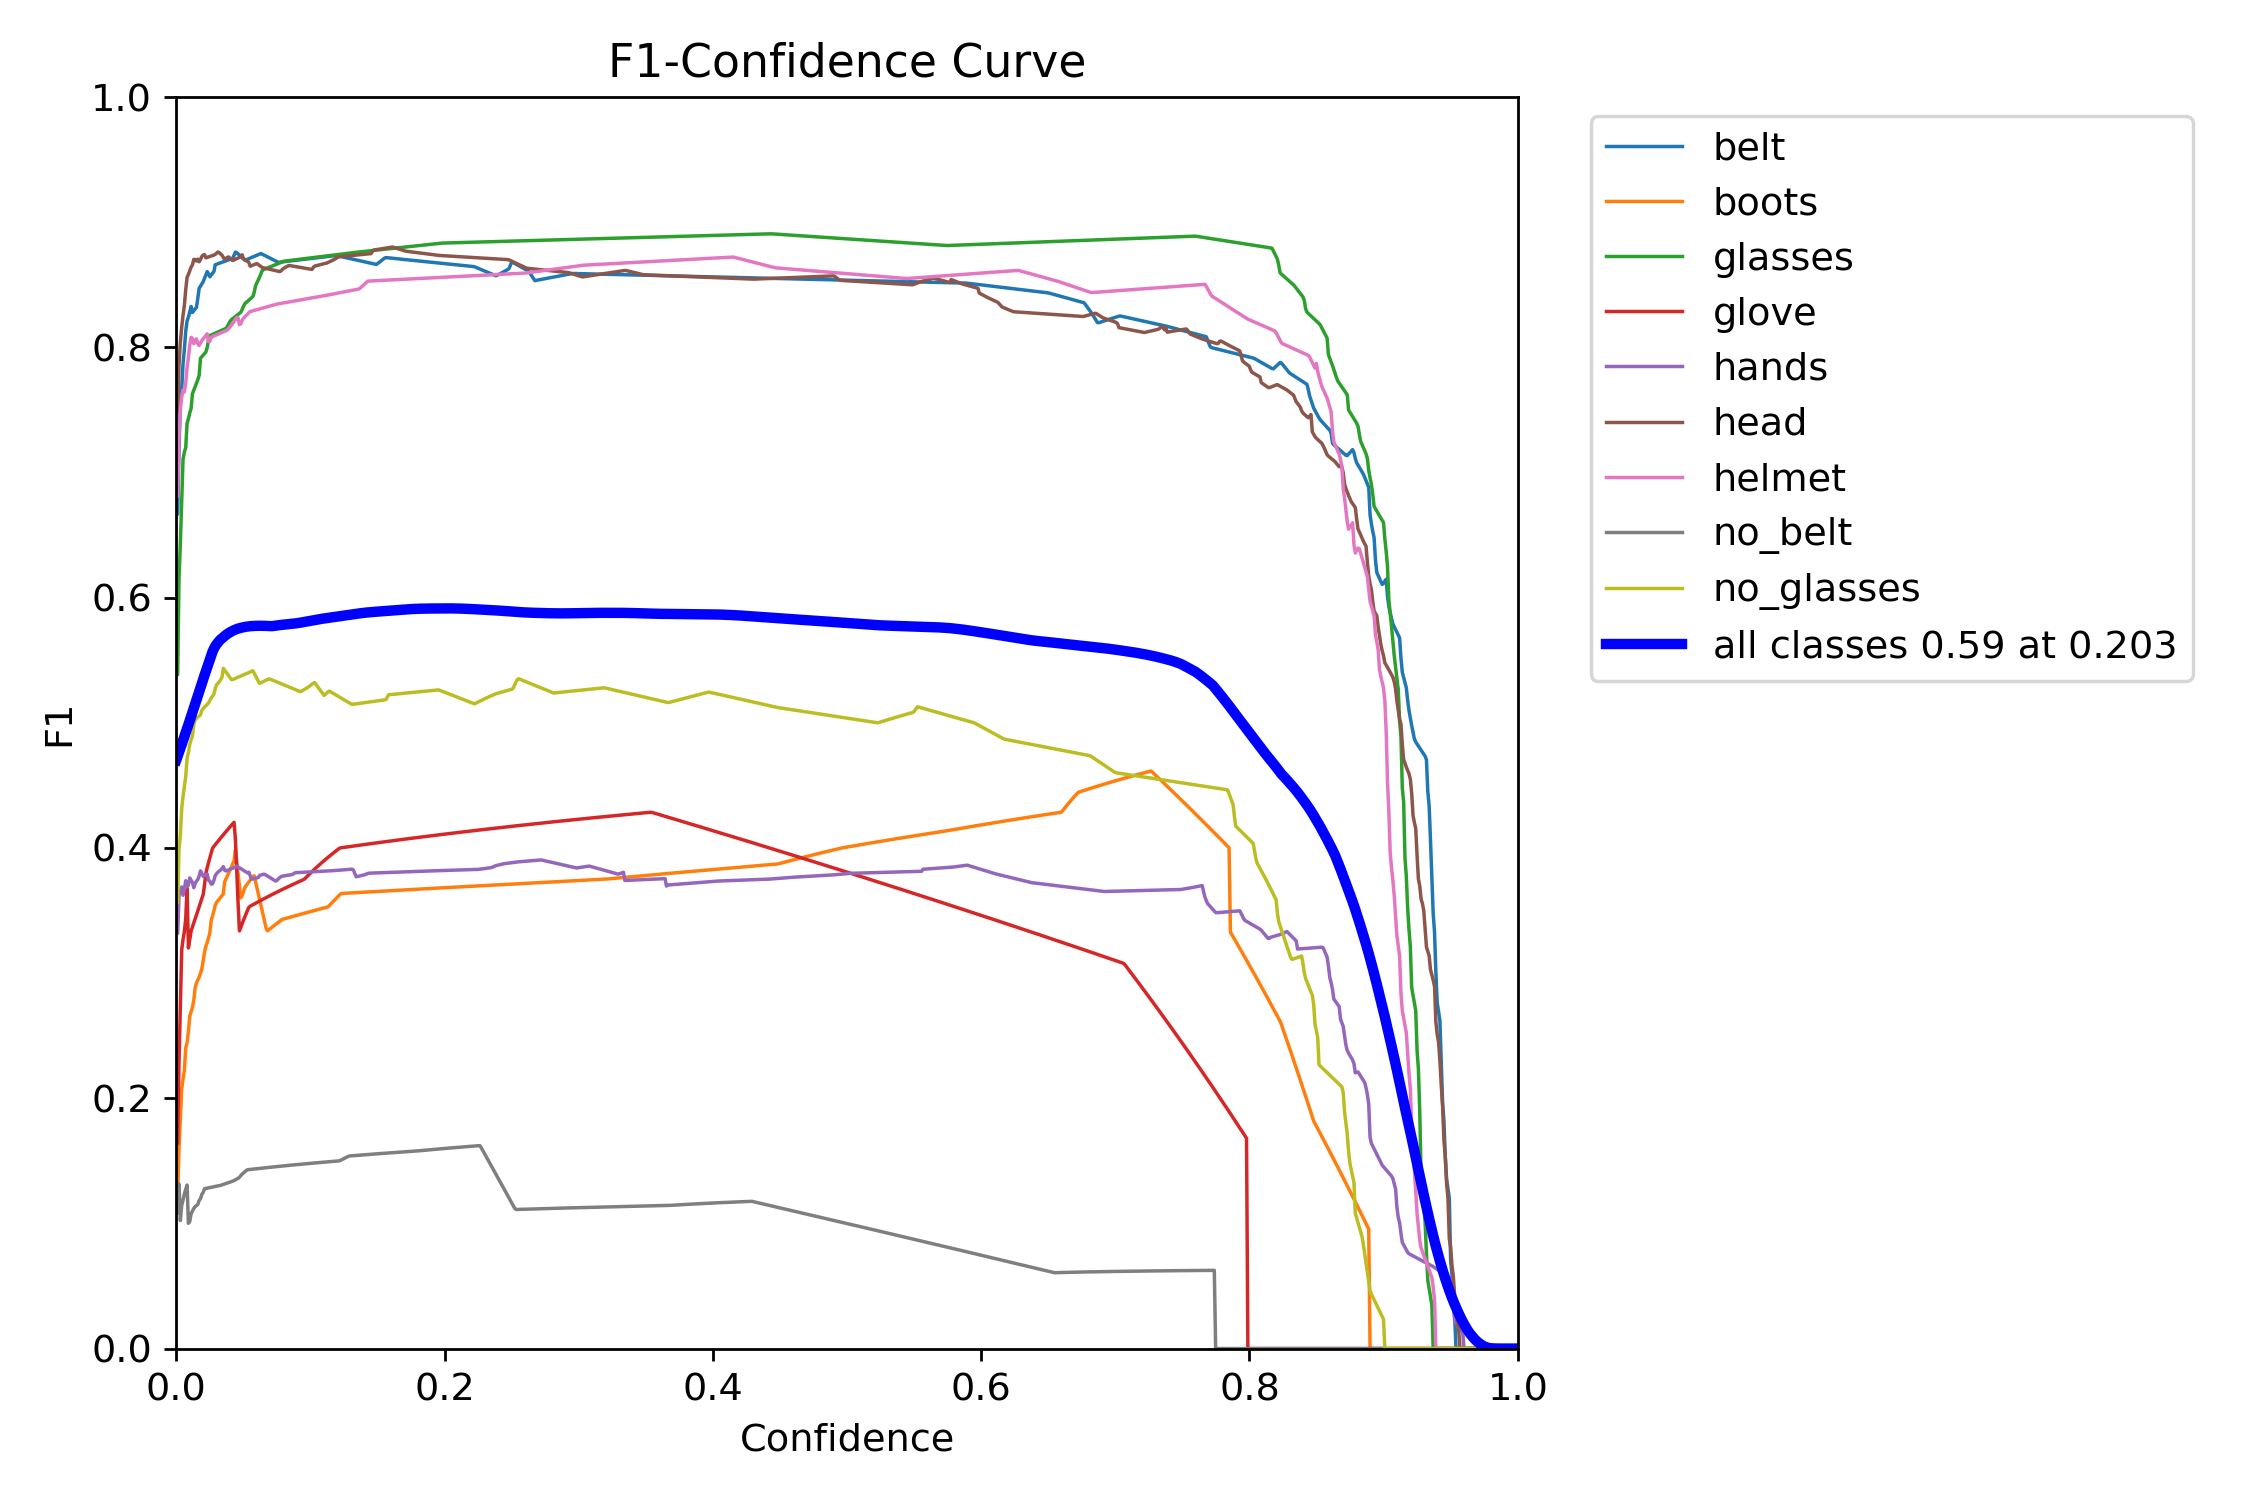 F1-Confidence Curve
1.0
0.8
0.6
0.4
0.2
0.0
F1
0.0 0.2 0.4 0.6 0.8 1.0
Confidence
belt
boots
glasses
glove
hands
head
helmet
no_belt
no_glasses
all classes 0.59 at 0.203